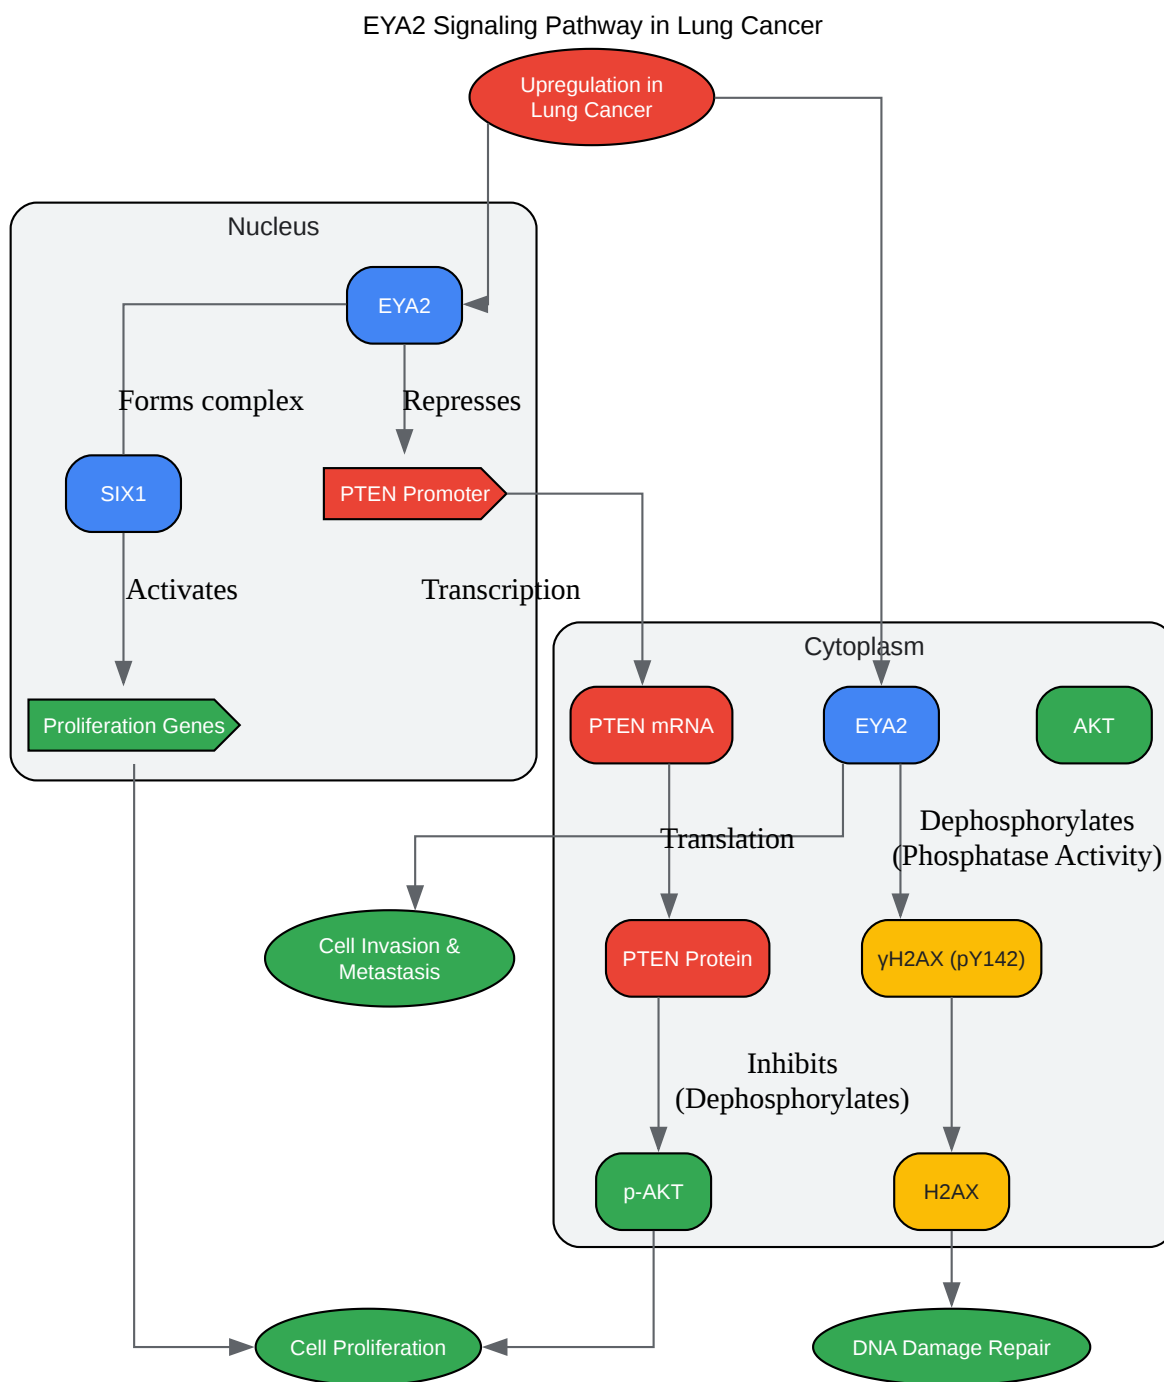 EYA2 Signaling Pathway in Lung Cancer
Upregulation in
Lung Cancer
Nucleus
EYA2
Forms complex
Represses
SIX1
PTEN Promoter
Activates
Transcription
Cytoplasm
Proliferation Genes
PTEN mRNA
EYA2
AKT
Translation
Dephosphorylates
(Phosphatase Activity)
Cell Invasion &
Metastasis
PTEN Protein
γH2AX (pY142)
Inhibits
(Dephosphorylates)
p-AKT
H2AX
Cell Proliferation
DNA Damage Repair